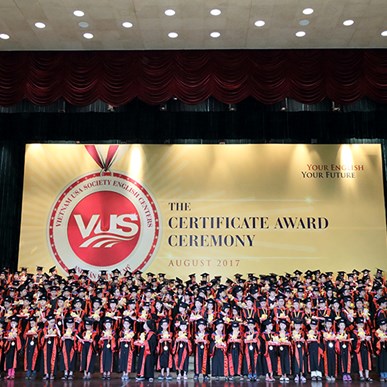 YOUR ENGLISH
YOUR FUTURE
VIETNAM USA SOCIETY ENGLISH CENTERS
VUS
THE
CERTIFICATE AWARD
CEREMONY
AUGUST 2017